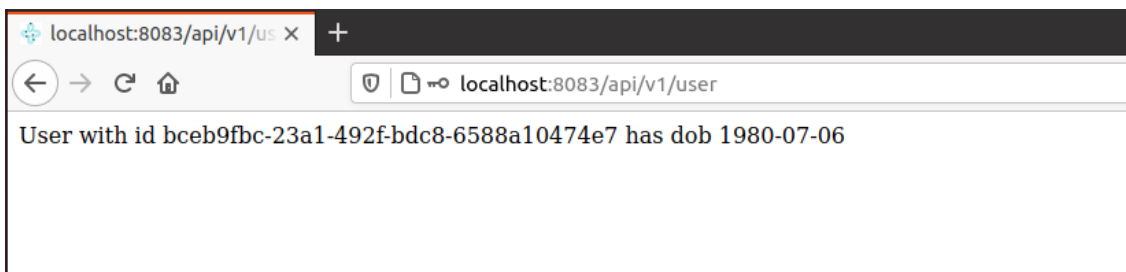 localhost:8083/api/v1/us
localhost:8083/api/v1/user
User with id bceb9fbc-23a1-492f-bdc8-6588a10474e7 has dob 1980-07-06